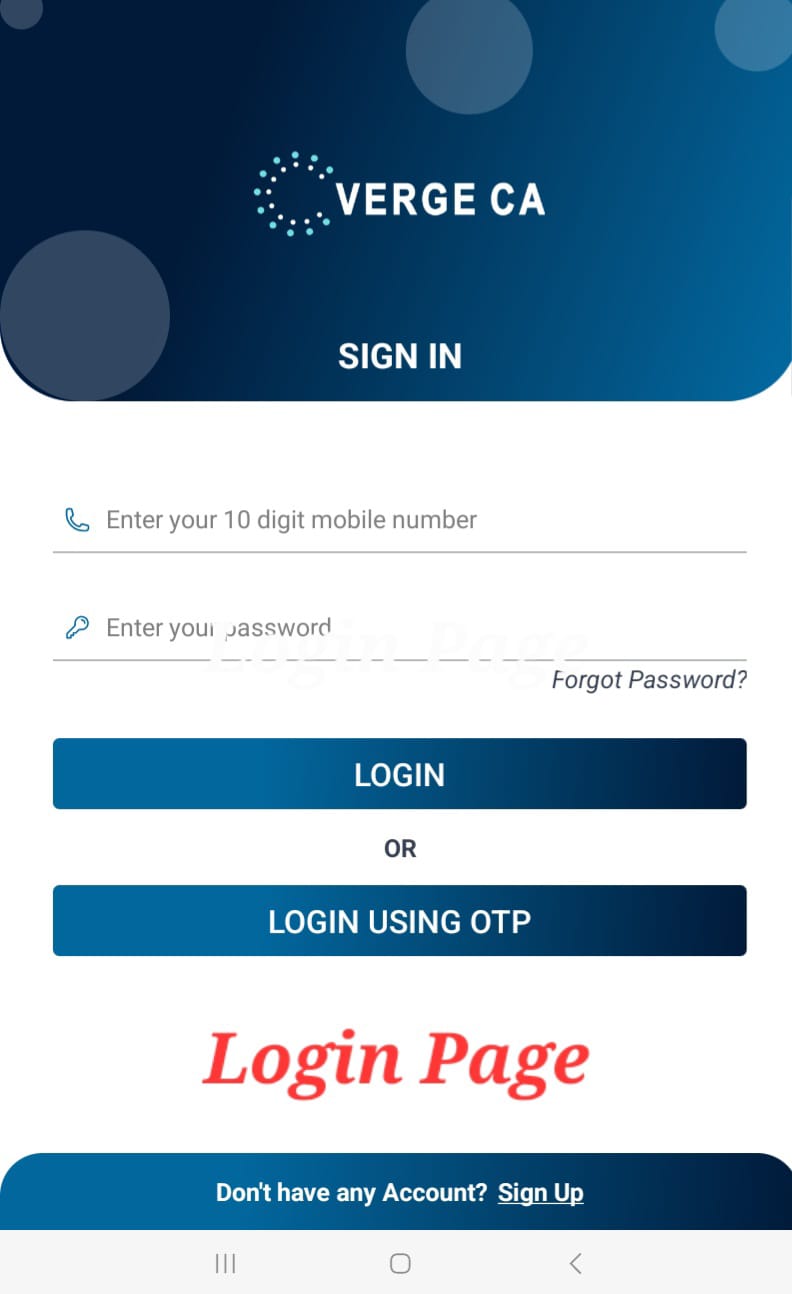 VERGE CA
SIGN IN
Enter your 10 digit mobile number
Enter your password
Login Page
Forgot Password?
LOGIN
OR
LOGIN USING OTP
Login Page
Don't have any Account? Sign Up